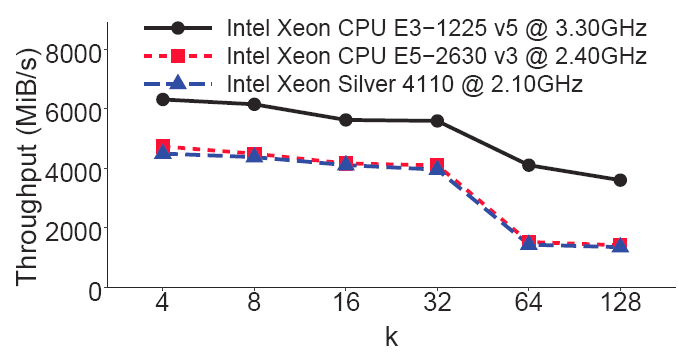 Intel Xeon CPU E3−1225 v5 @ 3.30GHz
Intel Xeon CPU E5−2630 v3 @ 2.40GHz
Intel Xeon Silver 4110 @ 2.10GHz
Throughput (MiB/s)
8000
6000
4000
2000
0
4 8 16 32 64 128
k